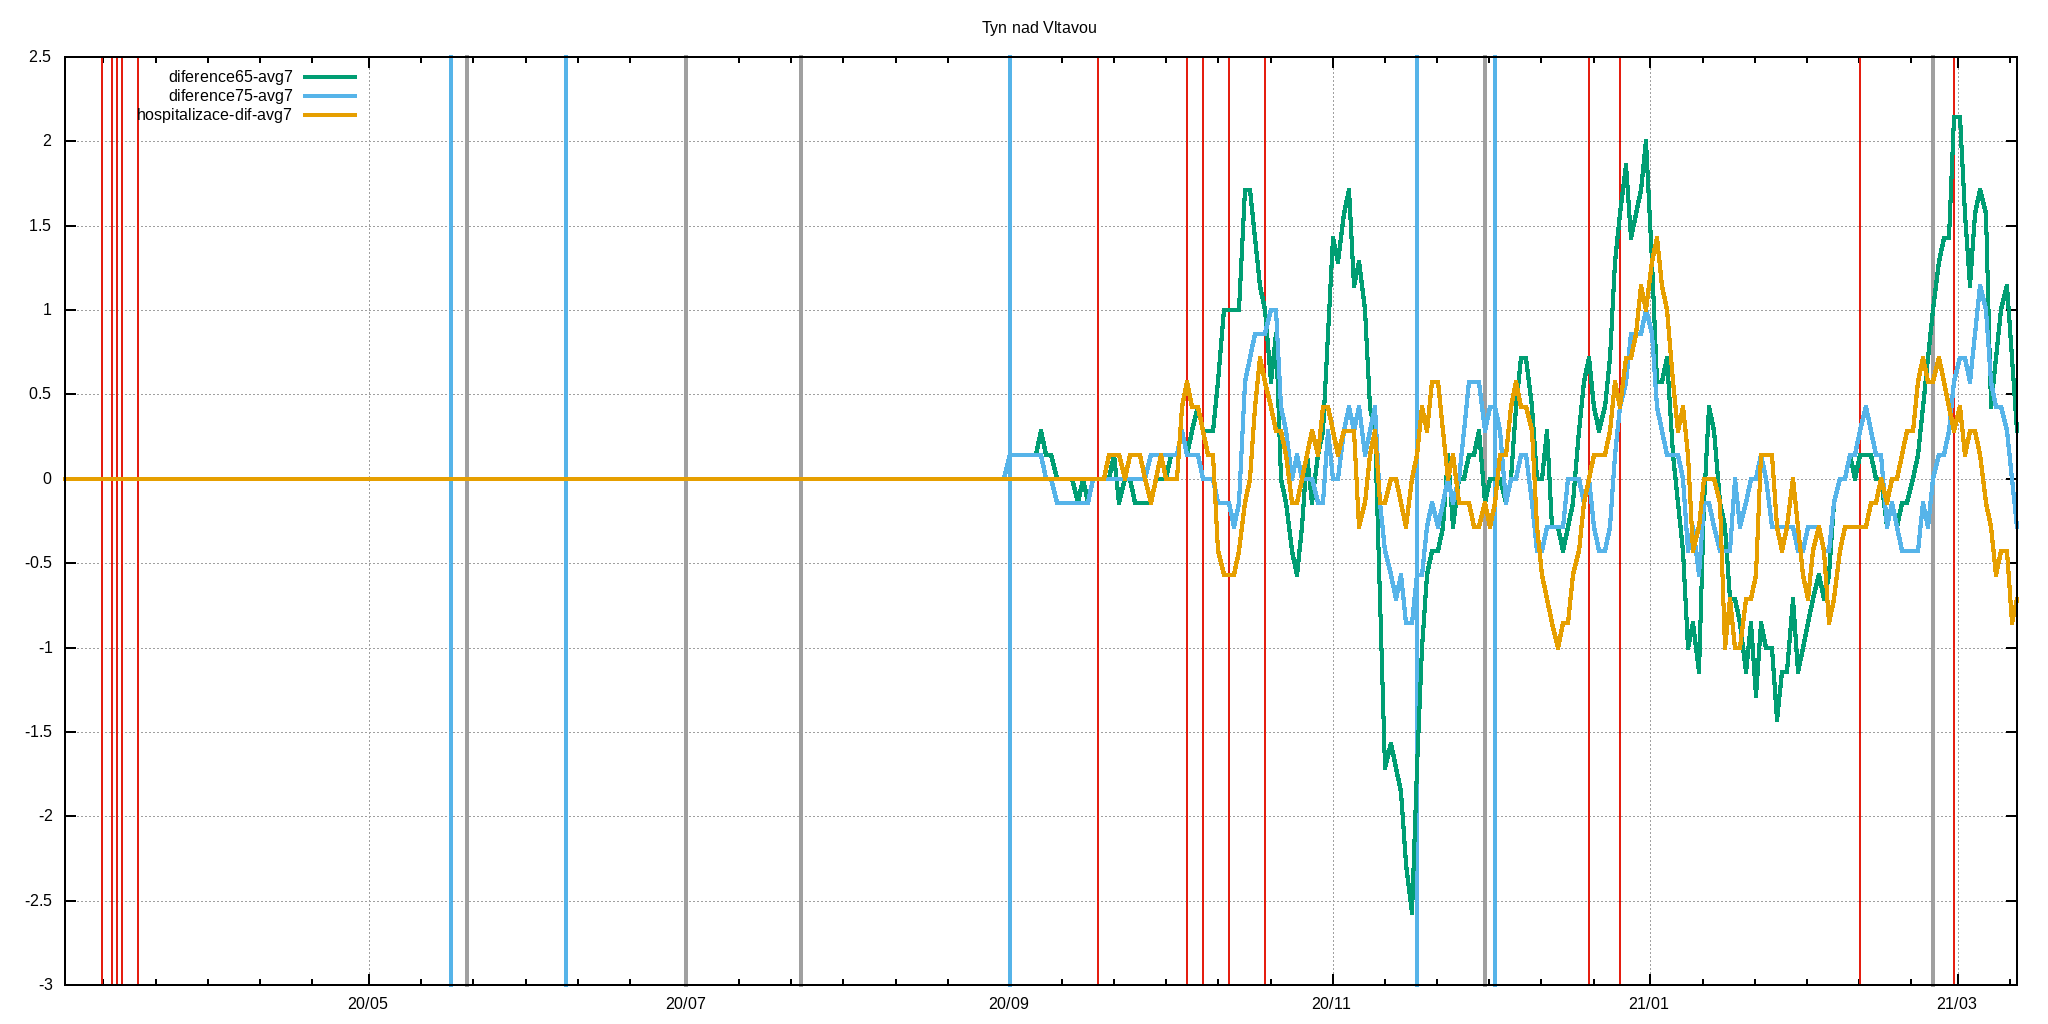 Tyn nad Vltavou
diference65-avg7
diference75-avg7
hospitalizace-dif-avg7
2.5
2
1.5
1
0.5
0
-0.5
-1
-1.5
-2
-2.5
-3
20/05 20/07 20/09 20/11 21/01 21/03